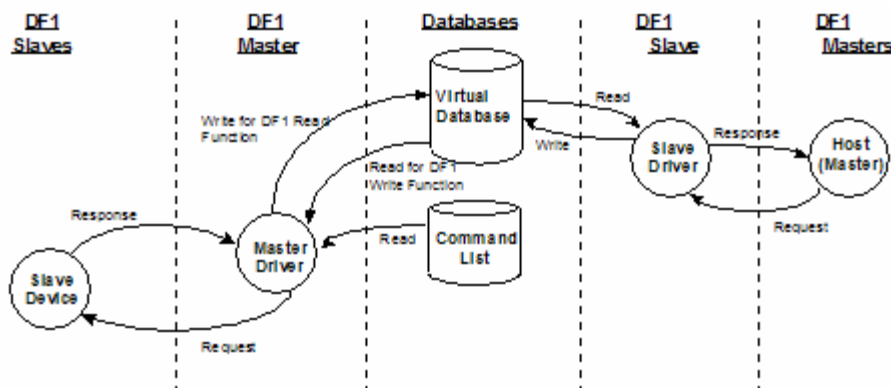 DF1
Slaves
DF1
Master
Databases
DF1
Slave
DF1
Masters
Virtual
Database
Write for DF1 Read
Function
Read for DF1
Write Function
Read
Write
Slave
Driver
Response
Host
(Master)
Request
Response
Master
Driver
Read
Command
List
Slave
Device
Request